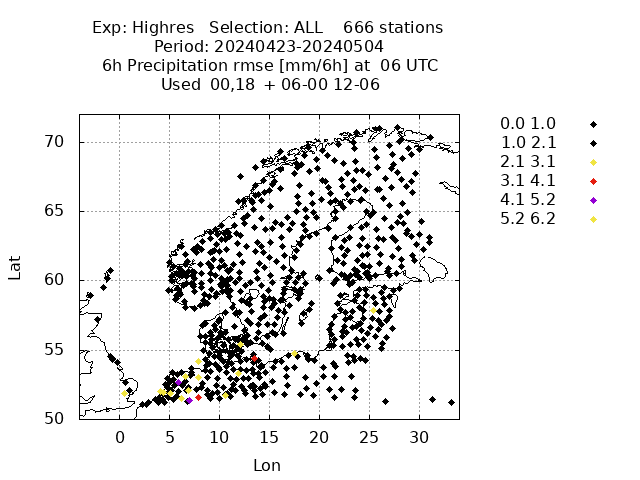 Exp: Highres Selection: ALL 666 stations
Period: 20240423-20240504
6h Precipitation rmse [mm/6h] at 06 UTC
Used 00,18 + 06-00 12-06
70
65
60
55
50
Lat
0 5 10 15 20 25 30
Lon
0.0 1.0
1.0 2.1
2.1 3.1
3.1 4.1
4.1 5.2
5.2 6.2